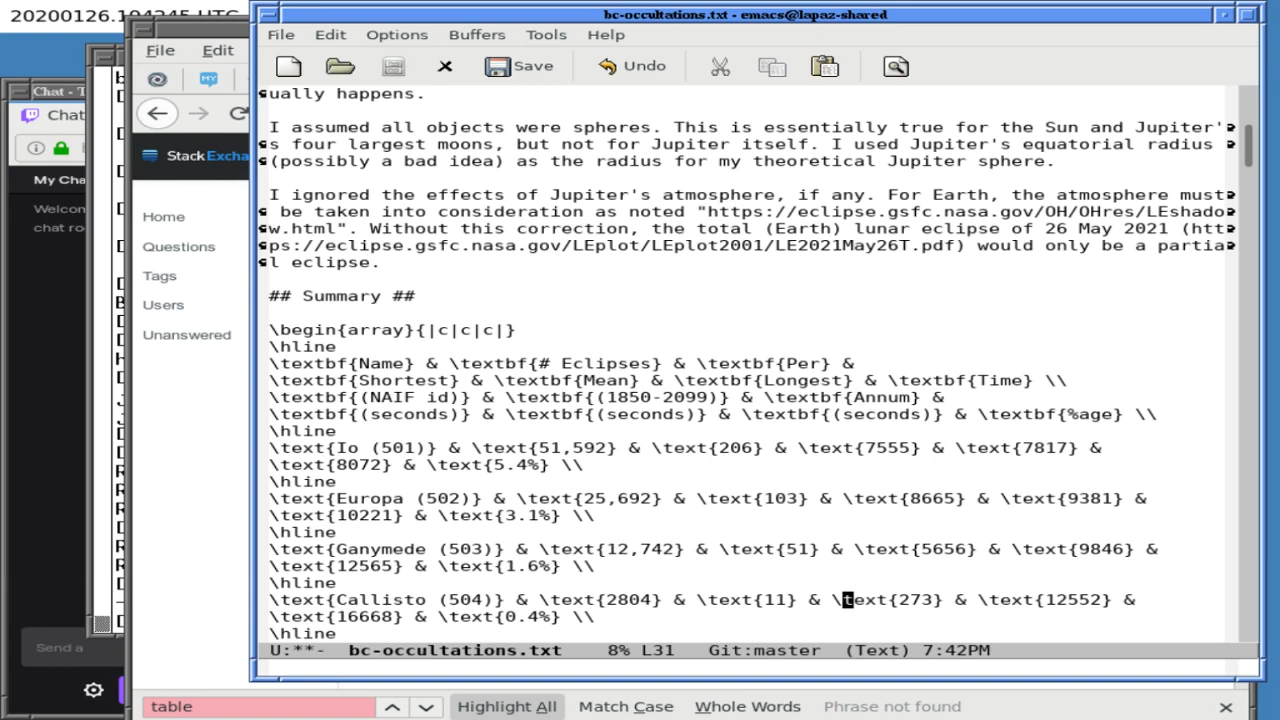 20200126.194245 UTC
bc-occultations.txt - emacs@lapaz-shared
File Edit Options Buffers Tools Help
Save Undo
ually happens.
I assumed all objects were spheres. This is essentially true for the Sun and Jupiter'
s four largest moons, but not for Jupiter itself. I used Jupiter's equatorial radius
(possibly a bad idea) as the radius for my theoretical Jupiter sphere.
I ignored the effects of Jupiter's atmosphere, if any. For Earth, the atmosphere must
be taken into consideration as noted "https://eclipse.gsfc.nasa.gov/OH/OHres/LEshado
w.html". Without this correction, the total (Earth) lunar eclipse of 26 May 2021 (htt
ps://eclipse.gsfc.nasa.gov/LEplot/LEplot2001/LE2021May26T.pdf) would only be a partia
l eclipse.
## Summary ##
\begin{array}{|c|c|c|}
\hline
\textbf{Name} & \textbf{# Eclipses} & \textbf{Per} &
\textbf{Shortest} & \textbf{Mean} & \textbf{Longest} & \textbf{Time} \\
\textbf{(NAIF id)} & \textbf{(1850-2099)} & \textbf{Annum} &
\textbf{(seconds)} & \textbf{(seconds)} & \textbf{(seconds)} & \textbf{%age} \\
\hline
\text{Io (501)} & \text{51,592} & \text{206} & \text{7555} & \text{7817} &
\text{8072} & \text{5.4%} \\
\hline
\text{Europa (502)} & \text{25,692} & \text{103} & \text{8665} & \text{9381} &
\text{10221} & \text{3.1%} \\
\hline
\text{Ganymede (503)} & \text{12,742} & \text{51} & \text{5656} & \text{9846} &
\text{12565} & \text{1.6%} \\
\hline
\text{Callisto (504)} & \text{2804} & \text{11} & \text{273} & \text{12552} &
\text{16668} & \text{0.4%} \\
\hline
U:**- bc-occultations.txt 8% L31 Git:master (Text) 7:42PM
File Edit
MY
StackExcha
Home
Questions
Tags
Users
Unanswered
Chat - T
Chat
My Cha
Welcom
chat ro
Send a
table Highlight All Match Case Whole Words Phrase not found